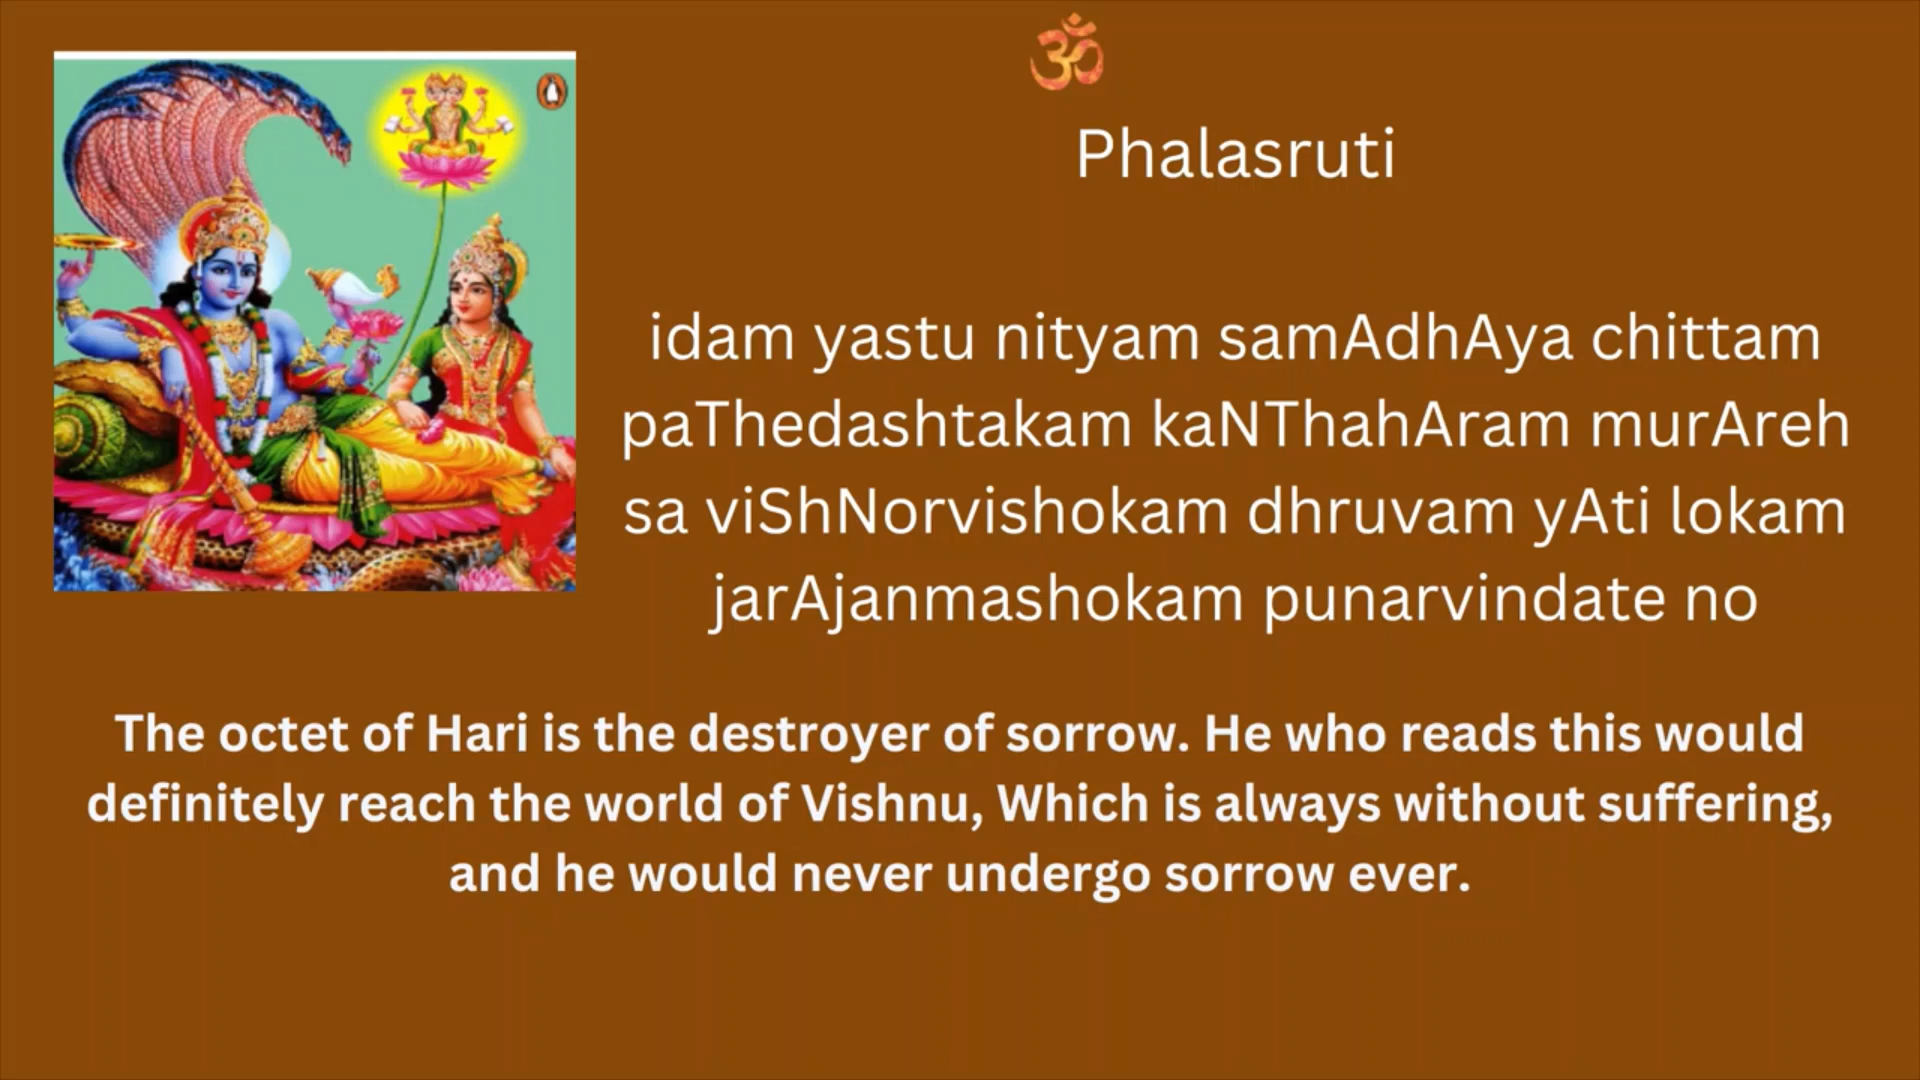 ॐ
Phalasruti
idam yastu nityam samAdhAya chittam
paThedashtakam kaNThahAram murAreh
sa viShNorvishokam dhruvam yAti lokam
jarAjanmashokam punarvindate no
The octet of Hari is the destroyer of sorrow. He who reads this would
definitely reach the world of Vishnu, Which is always without suffering,
and he would never undergo sorrow ever.